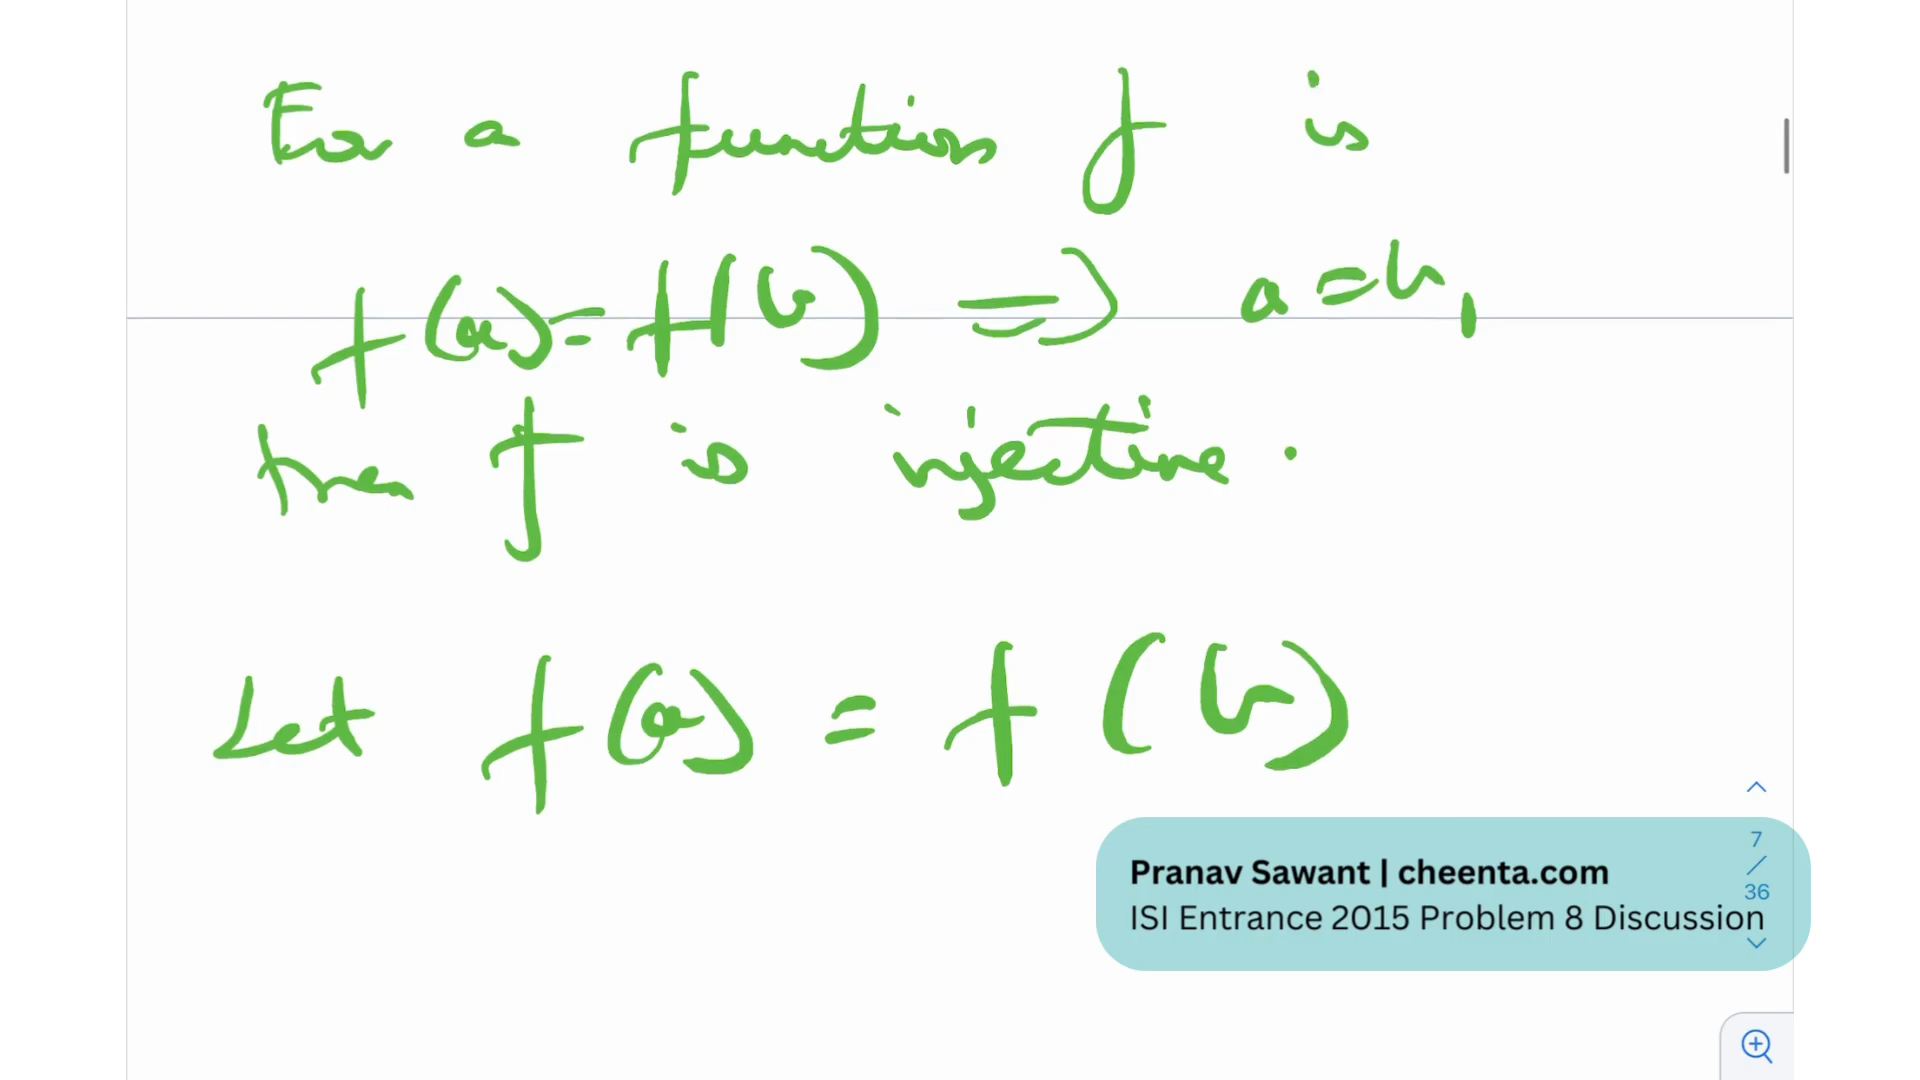 For a function f is
f(a) = f(b) ⇒ a = b,
then f is injective.
Let f(a) = f(b)
7
/
36
Pranav Sawant | cheenta.com
ISI Entrance 2015 Problem 8 Discussion